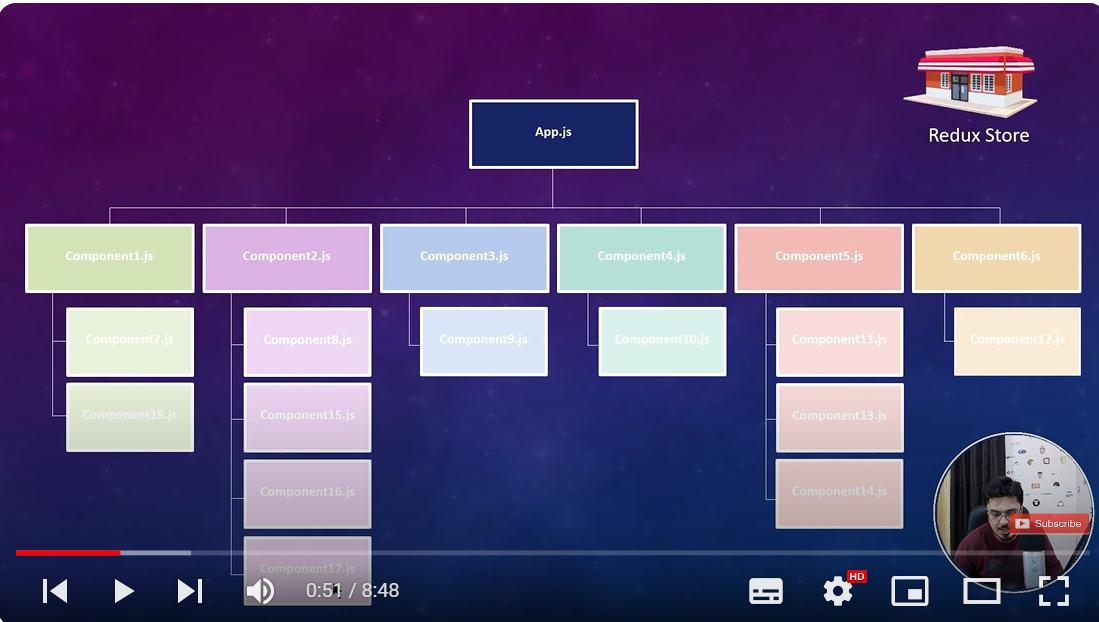 Redux Store
App.js
Component1.js
Component2.js
Component3.js
Component4.js
Component5.js
Component6.js
Component7.js
Component8.js
Component9.js
Component10.js
Component11.js
Component12.js
Component18.js
Component15.js
Component13.js
Component16.js
Component14.js
Subscribe
Component17.js
HD
0:51 / 8:48